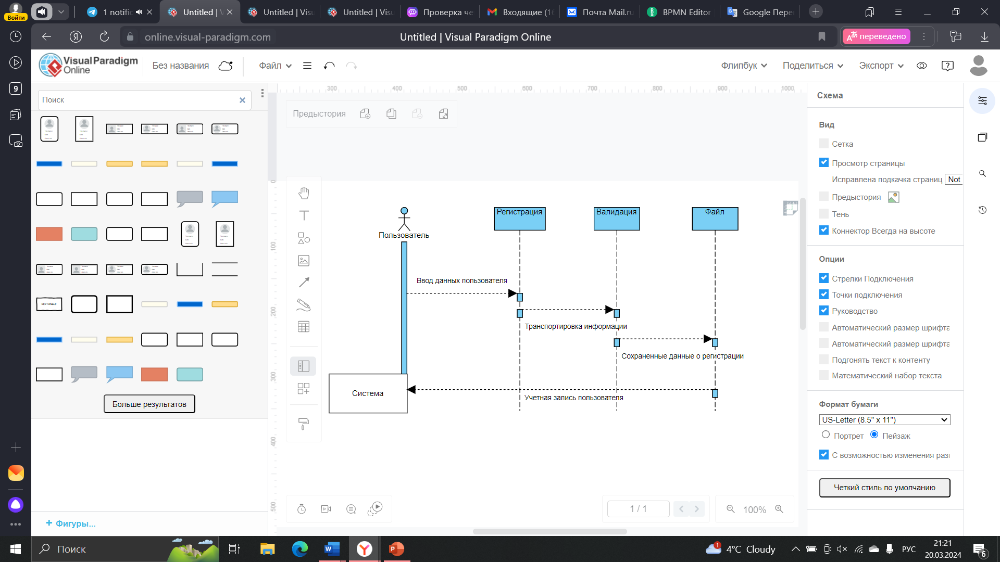 Войти
1 notific
Untitled | V
Untitled | Visu
Untitled | Visu
Проверка че
Входящие (16
Почта Mail.ru
BPMN Editor
Google Пере
9
online.visual-paradigm.com
Untitled | Visual Paradigm Online
переведено
Visual Paradigm
Online
Без названия
Файл
Флипбук
Поделиться
Экспорт
Поиск
RECTANGLE
Больше результатов
+ Фигуры...
300
400
500
600
700
800
900
1000
0
100
200
300
400
500
Предыстория
Пользователь
Регистрация
Валидация
Файл
Ввод данных пользователя
Транспортировка информации
Сохраненные данные о регистрации
Система
Учетная запись пользователя
1 / 1
100%
Схема
Вид
Сетка
Просмотр страницы
Исправлена подкачка страниц
Not
Предыстория
Тень
Коннектор Всегда на высоте
Опции
Стрелки Подключения
Точки подключения
Руководство
Автоматический размер шрифта
Автоматический размер шрифта
Подгонять текст к контенту
Математический набор текста
Формат бумаги
US-Letter (8.5" x 11")
Портрет
Пейзаж
С возможностью изменения разм
Четкий стиль по умолчанию
Поиск
1
4°C Cloudy
РУС
21:21
20.03.2024
6